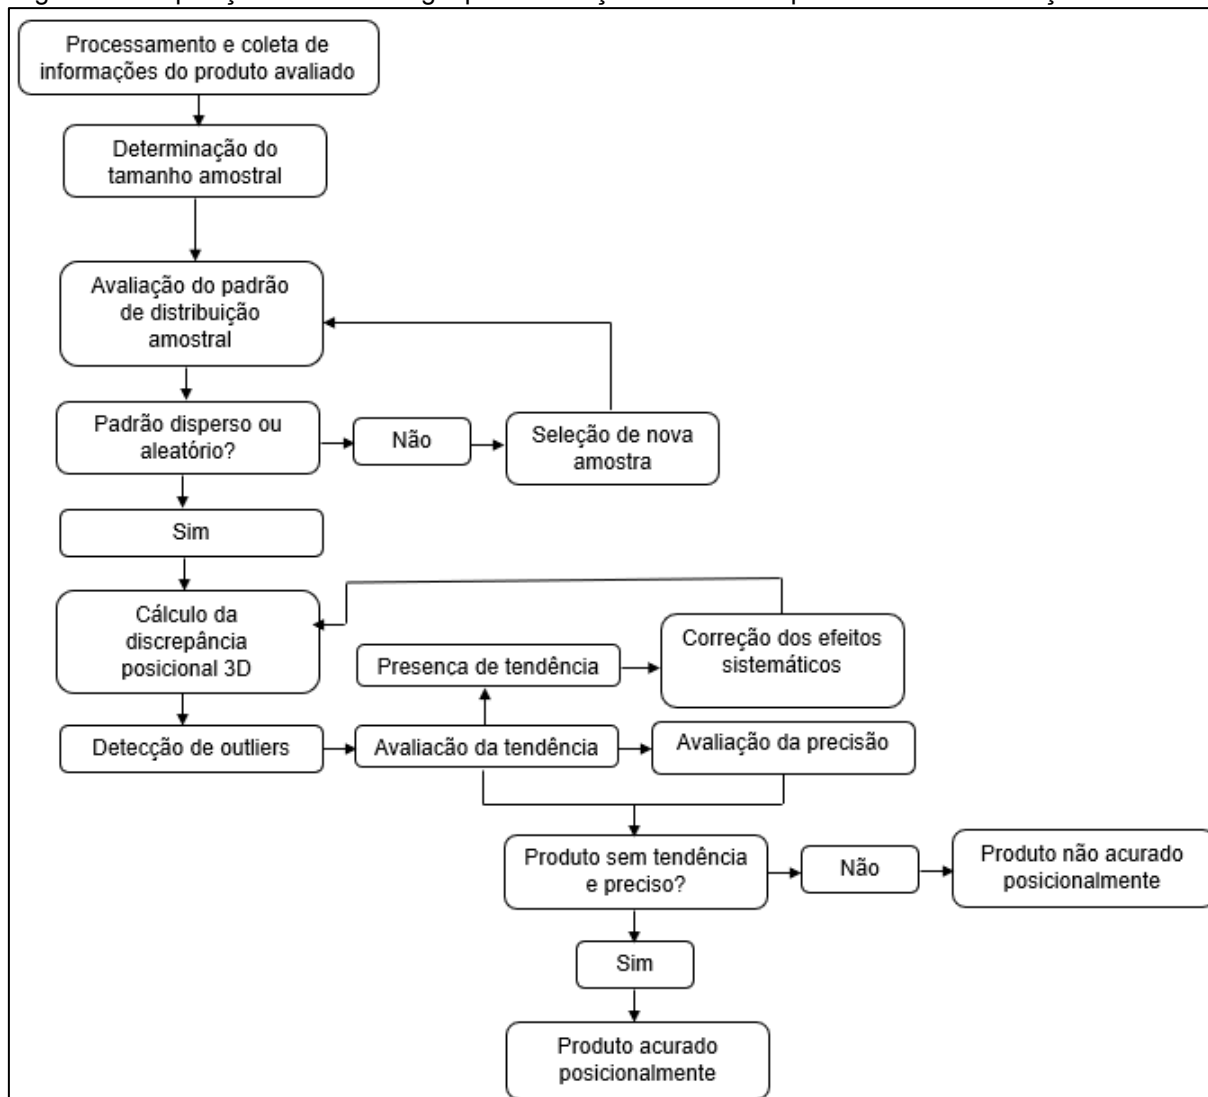 Processamento e coleta de
informações do produto avaliado
Determinação do
tamanho amostral
Avaliação do padrão
de distribuição
amostral
Padrão disperso ou
aleatório?
Não
Seleção de nova
amostra
Sim
Cálculo da
discrepância
posicional 3D
Correção dos efeitos
sistemáticos
Presença de tendência
Detecção de outliers
Avaliacão da tendência
Avaliação da precisão
Produto sem tendência
e preciso?
Não
Produto não acurado
posicionalmente
Sim
Produto acurado
posicionalmente